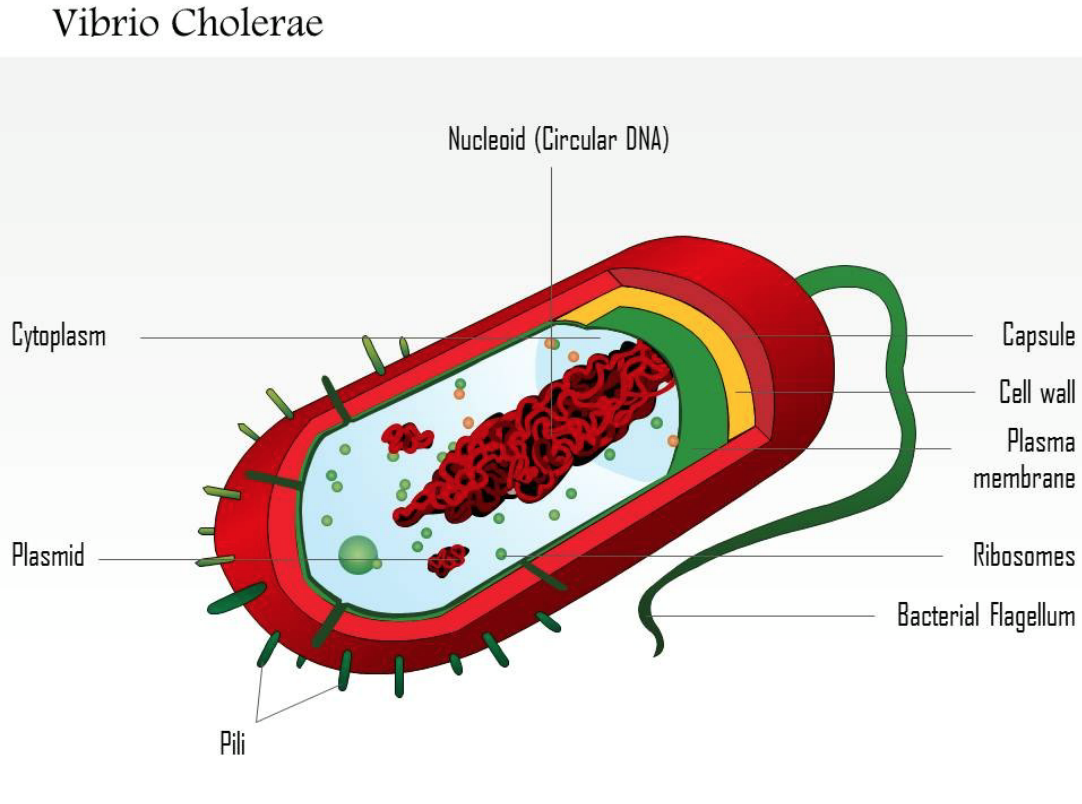 Vibrio Cholerae
Nucleoid (Circular DNA)
Cytoplasm
Capsule
Cell wall
Plasma
membrane
Plasmid
Ribosomes
Bacterial Flagellum
Pili